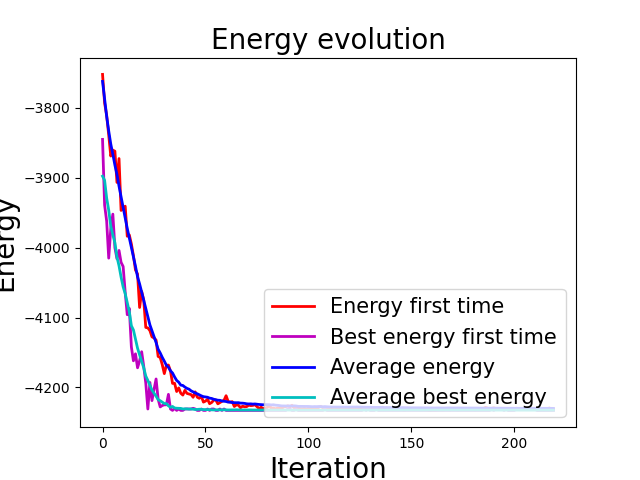 Energy evolution
Energy
−3800
−3900
−4000
−4100
−4200
Energy first time
Best energy first time
Average energy
Average best energy
0 50 100 150 200
Iteration